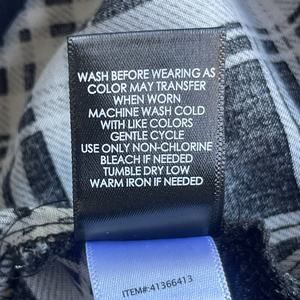 WASH BEFORE WEARING AS
COLOR MAY TRANSFER
WHEN WORN
MACHINE WASH COLD
WITH LIKE COLORS
GENTLE CYCLE
USE ONLY NON-CHLORINE
BLEACH IF NEEDED
TUMBLE DRY LOW
WARM IRON IF NEEDED
ITEM#:41366413